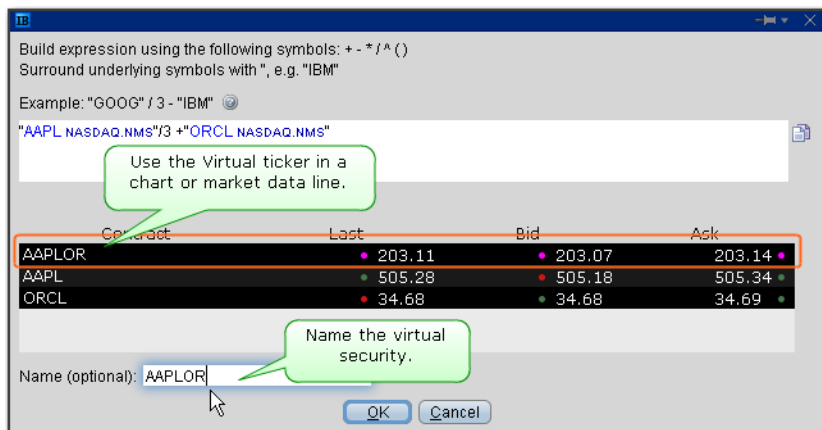 IB
Build expression using the following symbols: + - * / ^ ( )
Surround underlying symbols with ", e.g. "IBM"
Example: "GOOG" / 3 - "IBM"
"AAPL NASDAQ.NMS"/3 +"ORCL NASDAQ.NMS"
Use the Virtual ticker in a
chart or market data line.
Contract Last Bid Ask
AAPLOR 203.11 203.07 203.14
AAPL 505.28 505.18 505.34
ORCL 34.68 34.68 34.69
Name the virtual
security.
Name (optional): AAPLOR
OK Cancel